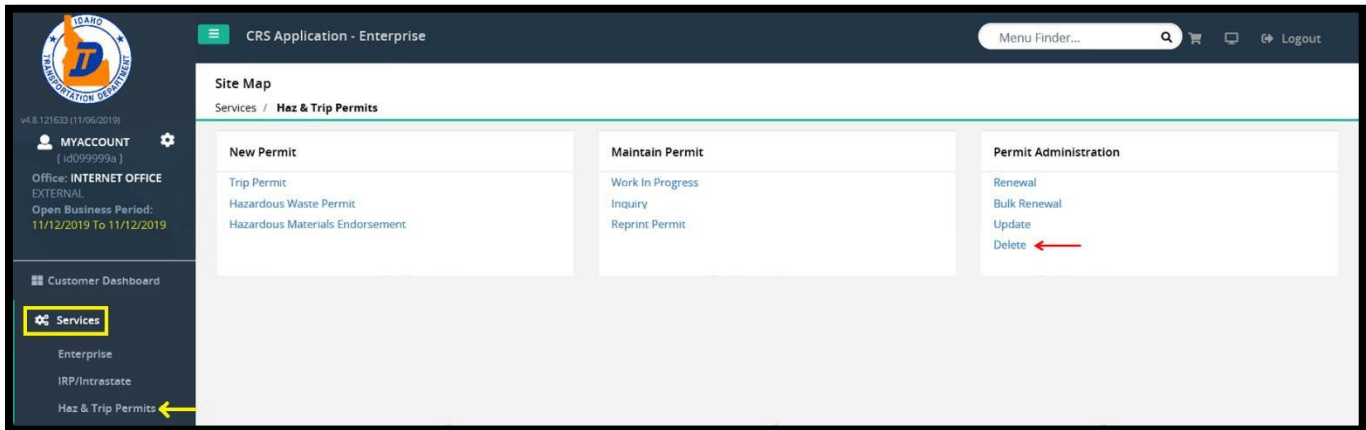 IDAHO
TRANSPORTATION DEPARTMENT
v4.8.121633 (11/06/2019)
MYACCOUNT
[ id099999a ]
Office: INTERNET OFFICE
EXTERNAL
Open Business Period:
11/12/2019 To 11/12/2019
Customer Dashboard
Services
Enterprise
IRP/Intrastate
Haz & Trip Permits
CRS Application - Enterprise
Menu Finder...
Logout
Site Map
Services / Haz & Trip Permits
New Permit
Trip Permit
Hazardous Waste Permit
Hazardous Materials Endorsement
Maintain Permit
Work In Progress
Inquiry
Reprint Permit
Permit Administration
Renewal
Bulk Renewal
Update
Delete